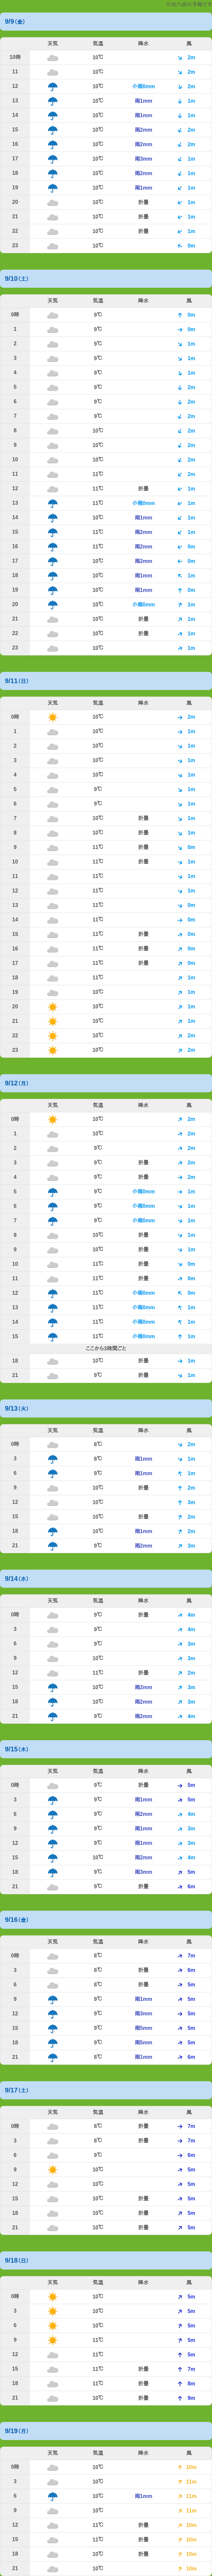 9/9(金)
天気 気温 降水 風
10時 10℃ 2m
11 10℃ 2m
12 10℃ 小雨0mm 2m
13 10℃ 雨1mm 1m
14 10℃ 雨1mm 1m
15 10℃ 雨2mm 2m
16 10℃ 雨2mm 2m
17 10℃ 雨3mm 1m
18 10℃ 雨2mm 1m
19 10℃ 雨1mm 1m
20 10℃ 折畳 1m
21 10℃ 折畳 1m
22 10℃ 折畳 1m
23 10℃ 0m
9/10(土)
天気 気温 降水 風
0時 9℃ 0m
1 9℃ 0m
2 9℃ 1m
3 9℃ 1m
4 9℃ 1m
5 9℃ 2m
6 9℃ 2m
7 9℃ 2m
8 10℃ 2m
9 10℃ 2m
10 10℃ 2m
11 11℃ 2m
12 11℃ 折畳 1m
13 11℃ 小雨0mm 1m
14 11℃ 雨1mm 1m
15 11℃ 雨2mm 1m
16 10℃ 雨2mm 0m
17 10℃ 雨2mm 0m
18 10℃ 雨1mm 1m
19 10℃ 雨1mm 0m
20 10℃ 小雨0mm 1m
21 10℃ 折畳 1m
22 10℃ 折畳 1m
23 10℃ 1m
9/11(日)
天気 気温 降水 風
0時 10℃ 2m
1 10℃ 1m
2 10℃ 1m
3 10℃ 1m
4 10℃ 1m
5 9℃ 1m
6 9℃ 1m
7 10℃ 折畳 1m
8 10℃ 折畳 1m
9 11℃ 折畳 0m
10 11℃ 折畳 1m
11 11℃ 1m
12 11℃ 1m
13 11℃ 0m
14 11℃ 0m
15 11℃ 折畳 0m
16 11℃ 折畳 0m
17 11℃ 折畳 0m
18 11℃ 1m
19 10℃ 1m
20 10℃ 1m
21 10℃ 1m
22 10℃ 2m
23 10℃ 2m
9/12(月)
天気 気温 降水 風
0時 10℃ 2m
1 10℃ 2m
2 9℃ 2m
3 9℃ 折畳 2m
4 9℃ 折畳 2m
5 9℃ 小雨0mm 1m
6 9℃ 小雨0mm 1m
7 9℃ 小雨0mm 1m
8 10℃ 折畳 1m
9 10℃ 折畳 1m
10 11℃ 折畳 0m
11 11℃ 折畳 0m
12 11℃ 小雨0mm 0m
13 11℃ 小雨0mm 1m
14 11℃ 小雨0mm 1m
15 11℃ 小雨0mm 1m
ここから3時間ごと
18 10℃ 折畳 1m
21 9℃ 折畳 1m
9/13(火)
天気 気温 降水 風
0時 8℃ 2m
3 8℃ 雨1mm 1m
6 9℃ 雨1mm 1m
9 10℃ 折畳 2m
12 10℃ 3m
15 10℃ 折畳 2m
18 10℃ 雨1mm 2m
21 9℃ 雨2mm 3m
9/14(水)
天気 気温 降水 風
0時 9℃ 折畳 4m
3 9℃ 4m
6 9℃ 3m
9 10℃ 3m
12 11℃ 折畳 2m
15 10℃ 雨2mm 3m
18 10℃ 雨2mm 3m
21 9℃ 雨2mm 4m
9/15(木)
天気 気温 降水 風
0時 9℃ 折畳 5m
3 9℃ 雨1mm 5m
6 9℃ 雨2mm 4m
9 9℃ 雨1mm 3m
12 10℃ 雨1mm 3m
15 10℃ 雨2mm 4m
18 9℃ 雨3mm 5m
21 9℃ 折畳 6m
9/16(金)
天気 気温 降水 風
0時 8℃ 7m
3 8℃ 折畳 6m
6 8℃ 折畳 5m
9 9℃ 雨1mm 5m
12 9℃ 雨3mm 5m
15 9℃ 雨5mm 5m
18 9℃ 雨5mm 5m
21 8℃ 雨1mm 6m
9/17(土)
天気 気温 降水 風
0時 8℃ 折畳 7m
3 8℃ 折畳 7m
6 9℃ 6m
9 10℃ 5m
12 10℃ 5m
15 10℃ 折畳 5m
18 10℃ 折畳 5m
21 10℃ 折畳 5m
9/18(日)
天気 気温 降水 風
0時 10℃ 5m
3 10℃ 5m
6 10℃ 5m
9 11℃ 5m
12 11℃ 5m
15 11℃ 折畳 7m
18 11℃ 折畳 8m
21 10℃ 折畳 9m
9/19(月)
天気 気温 降水 風
0時 10℃ 10m
3 10℃ 11m
6 10℃ 雨1mm 11m
9 10℃ 11m
12 11℃ 折畳 10m
15 11℃ 折畳 10m
18 10℃ 折畳 10m
21 10℃ 10m